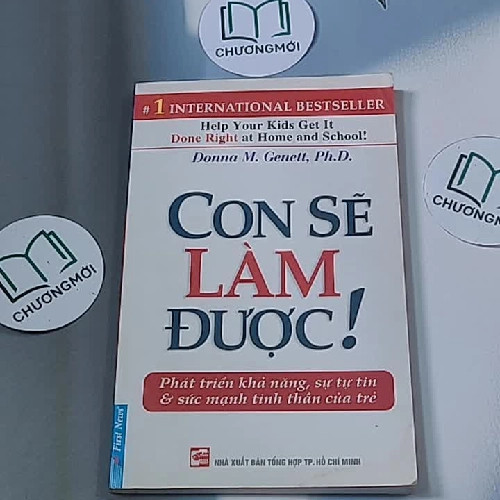 CHƯƠNGMỚI
# 1 INTERNATIONAL BESTSELLER
Help Your Kids Get It
Done Right at Home and School!
Donna M. Genett, Ph.D.
CON SẼ
LÀM
ĐƯỢC!
Phát triển khả năng, sự tự tin
& sức mạnh tinh thần của trẻ
First News
NHÀ XUẤT BẢN TỔNG HỢP TP. HỒ CHÍ MINH
CHƯƠNGMỚI
CHƯƠNGMỚI